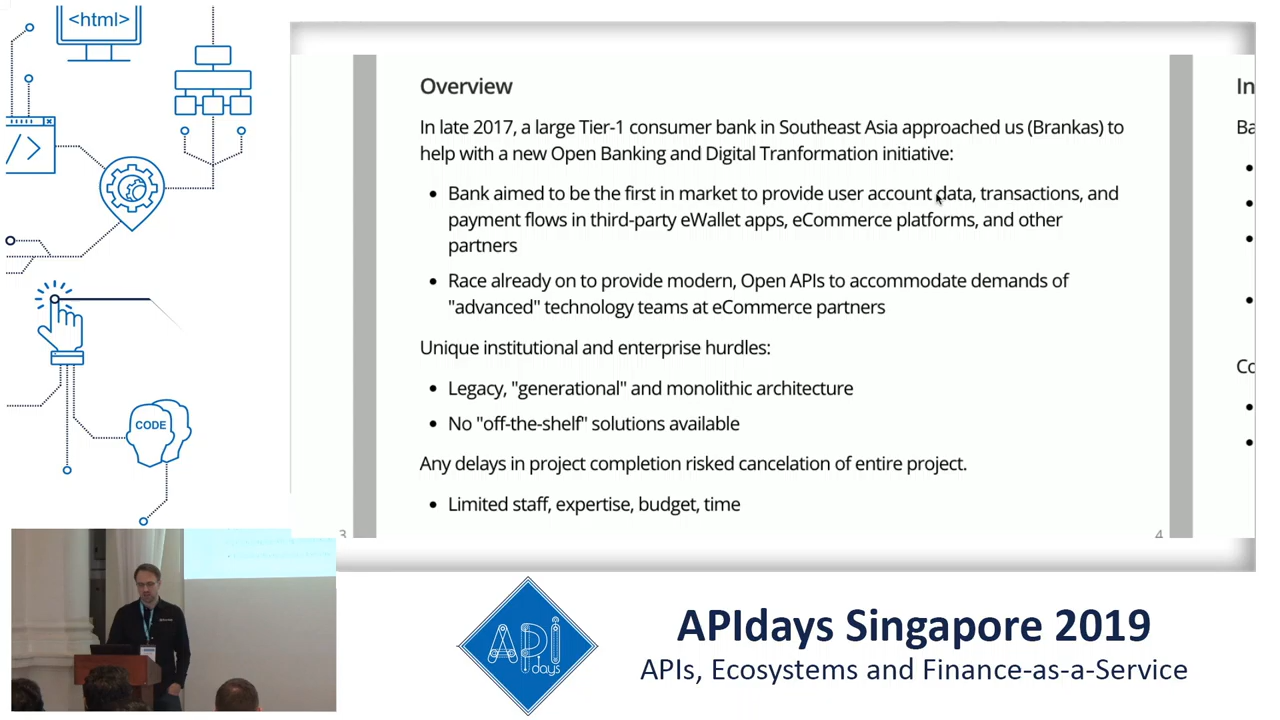 <html>
</>
CODE
Overview
In late 2017, a large Tier-1 consumer bank in Southeast Asia approached us (Brankas) to
help with a new Open Banking and Digital Tranformation initiative:
• Bank aimed to be the first in market to provide user account data, transactions, and
payment flows in third-party eWallet apps, eCommerce platforms, and other
partners
• Race already on to provide modern, Open APIs to accommodate demands of
"advanced" technology teams at eCommerce partners
Unique institutional and enterprise hurdles:
• Legacy, "generational" and monolithic architecture
• No "off-the-shelf" solutions available
Any delays in project completion risked cancelation of entire project.
• Limited staff, expertise, budget, time
3
4
In
Ba
Co
API
days
APIdays Singapore 2019
APIs, Ecosystems and Finance-as-a-Service